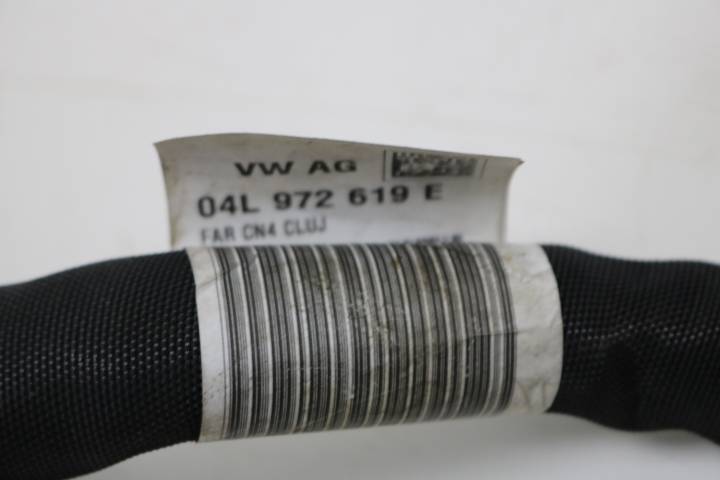 VW AG
04L 972 619 E
FAR CN4 CLUJ